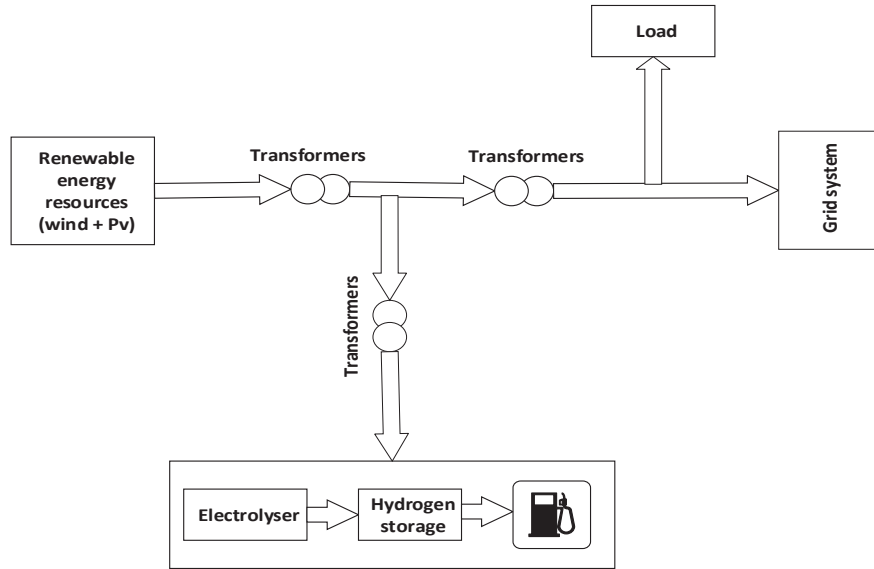 Load
Renewable
energy
resources
(wind + Pv)
Transformers
Transformers
Grid system
Transformers
Electrolyser
Hydrogen
storage